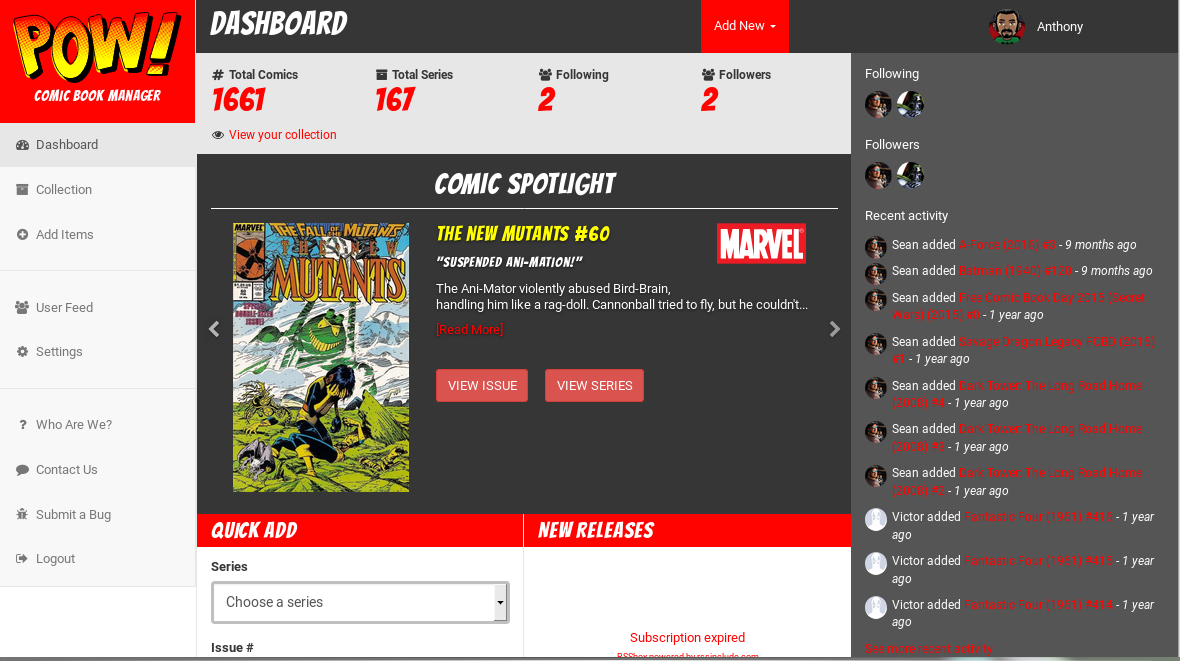 POW!
COMIC BOOK MANAGER
Dashboard
Collection
Add Items
User Feed
Settings
Who Are We?
Contact Us
Submit a Bug
Logout
DASHBOARD
Add New
Anthony
Total Comics
1661
Total Series
167
Following
2
Followers
2
View your collection
COMIC SPOTLIGHT
MARVEL
THE FALL OF THE MUTANTS
THE NEW
MUTANTS
THE NEW MUTANTS #60
"SUSPENDED ANI-MATION!"
The Ani-Mator violently abused Bird-Brain,
handling him like a rag-doll. Cannonball tried to fly, but he couldn't...
[Read More]
VIEW ISSUE
VIEW SERIES
MARVEL
QUICK ADD
Series
Choose a series
Issue #
NEW RELEASES
Subscription expired
RSSbox powered by rssinclude.com
Following
Followers
Recent activity
Sean added A-Force (2016) #3 - 9 months ago
Sean added Batman (1940) #120 - 9 months ago
Sean added Free Comic Book Day 2015 (Secret
Wars) (2015) #0 - 1 year ago
Sean added Savage Dragon Legacy FCBD (2015)
#1 - 1 year ago
Sean added Dark Tower: The Long Road Home
(2008) #4 - 1 year ago
Sean added Dark Tower: The Long Road Home
(2008) #3 - 1 year ago
Sean added Dark Tower: The Long Road Home
(2008) #2 - 1 year ago
Victor added Fantastic Four (1961) #416 - 1 year
ago
Victor added Fantastic Four (1961) #415 - 1 year
ago
Victor added Fantastic Four (1961) #414 - 1 year
ago
See more recent activity